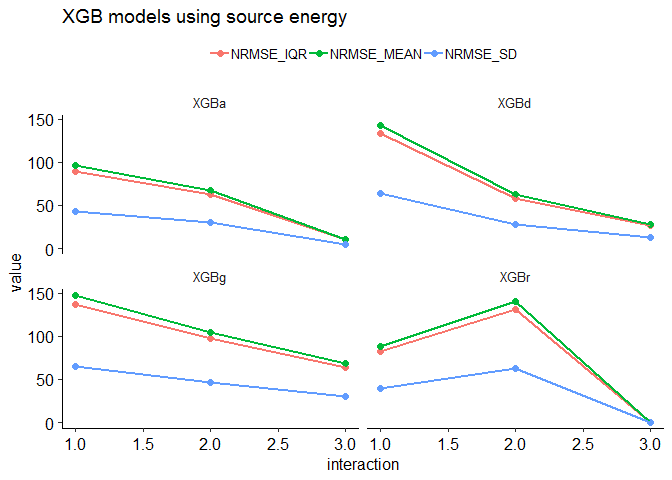 XGB models using source energy
NRMSE_IQR NRMSE_MEAN NRMSE_SD
XGBa XGBd
150
100
50
0
XGBg XGBr
150
100
50
0
value
1.0 1.5 2.0 2.5 3.0 1.0 1.5 2.0 2.5 3.0
interaction